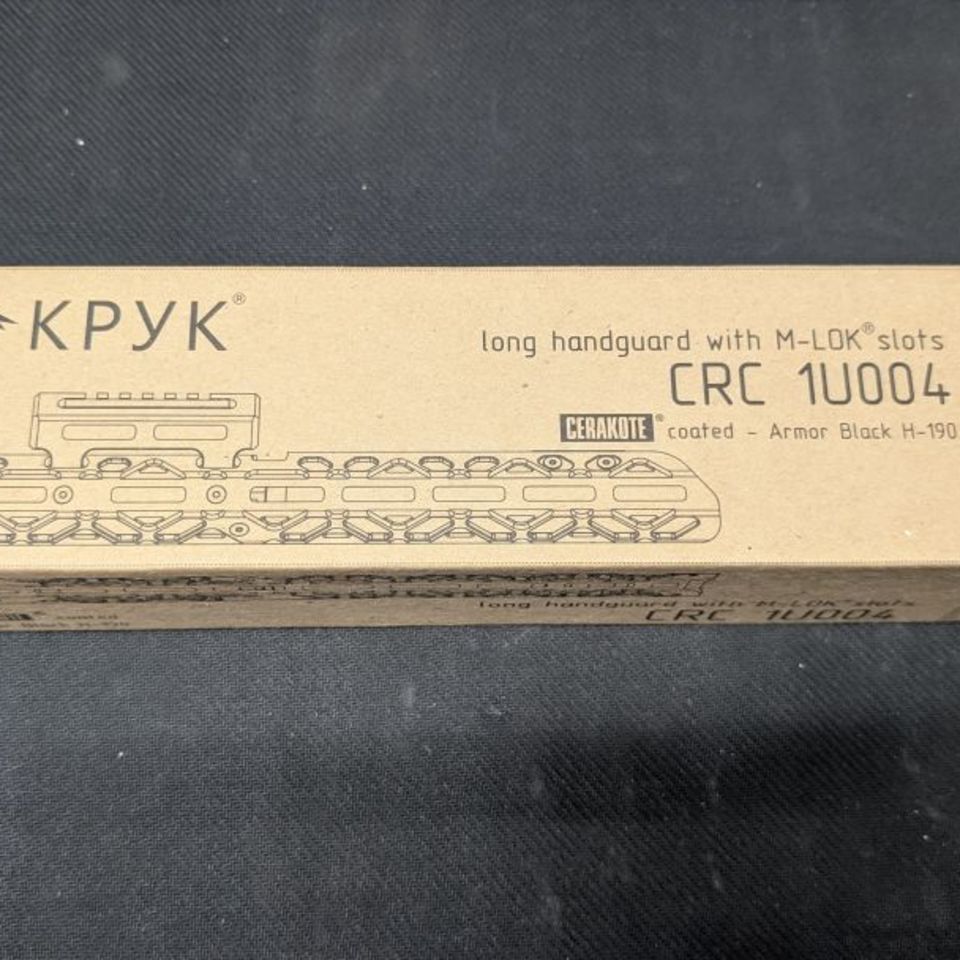 КРУК®
long handguard with M-LOK® slots
CRC 1U004
CERAKOTE® coated - Armor Black H-190
long handguard with M-LOK® slots
CRC 1U004
coated